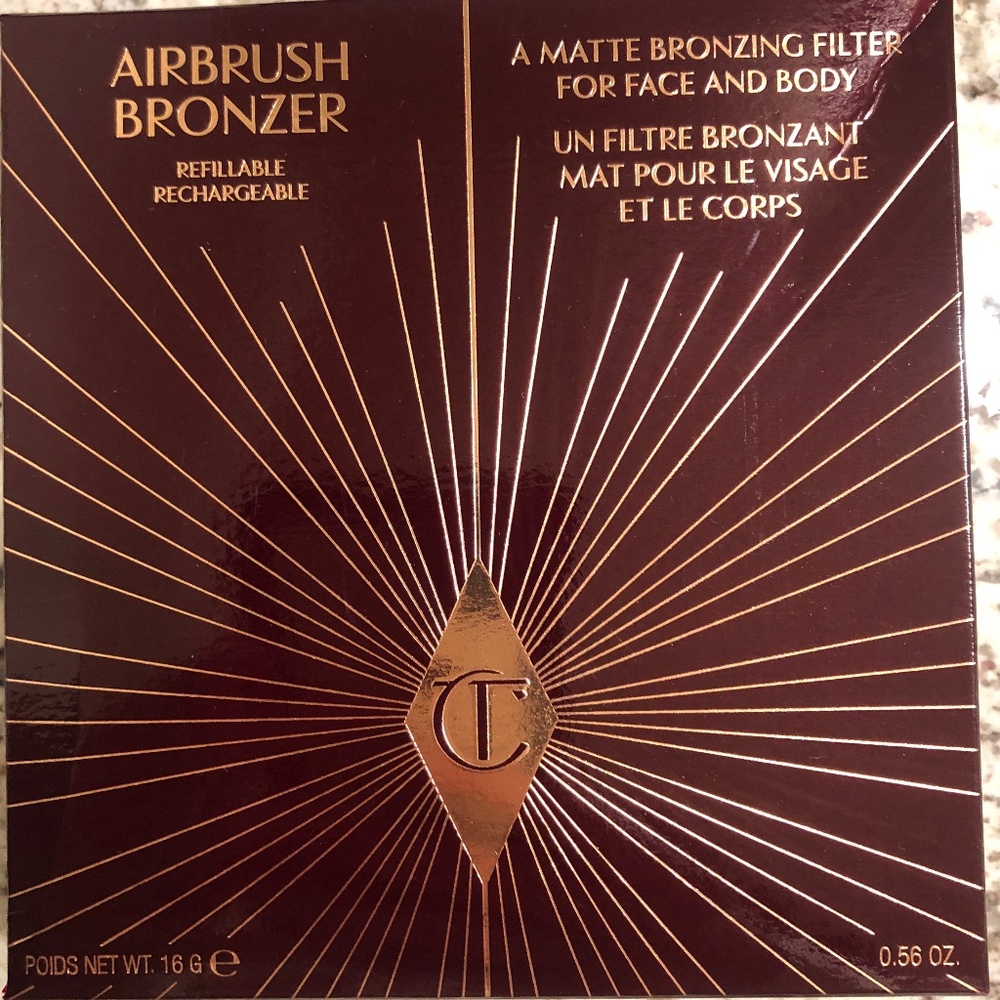 AIRBRUSH
BRONZER
REFILLABLE
RECHARGEABLE
A MATTE BRONZING FILTER
FOR FACE AND BODY
UN FILTRE BRONZANT
MAT POUR LE VISAGE
ET LE CORPS
CT
POIDS NET WT. 16 G ℮
0.56 OZ.